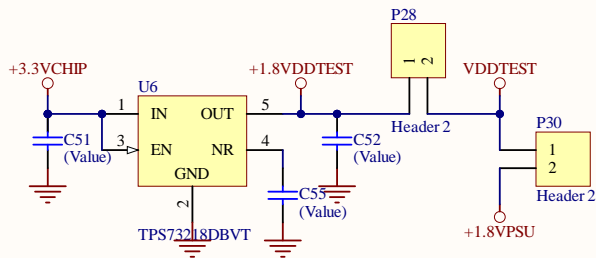 P28
1 2
Header 2
+3.3VCHIP
U6
+1.8VDDTEST
VDDTEST
1 IN OUT 5
3 EN NR 4
GND
2
TPS73218DBVT
C51
(Value)
C52
(Value)
C55
(Value)
P30
1
2
Header 2
+1.8VPSU